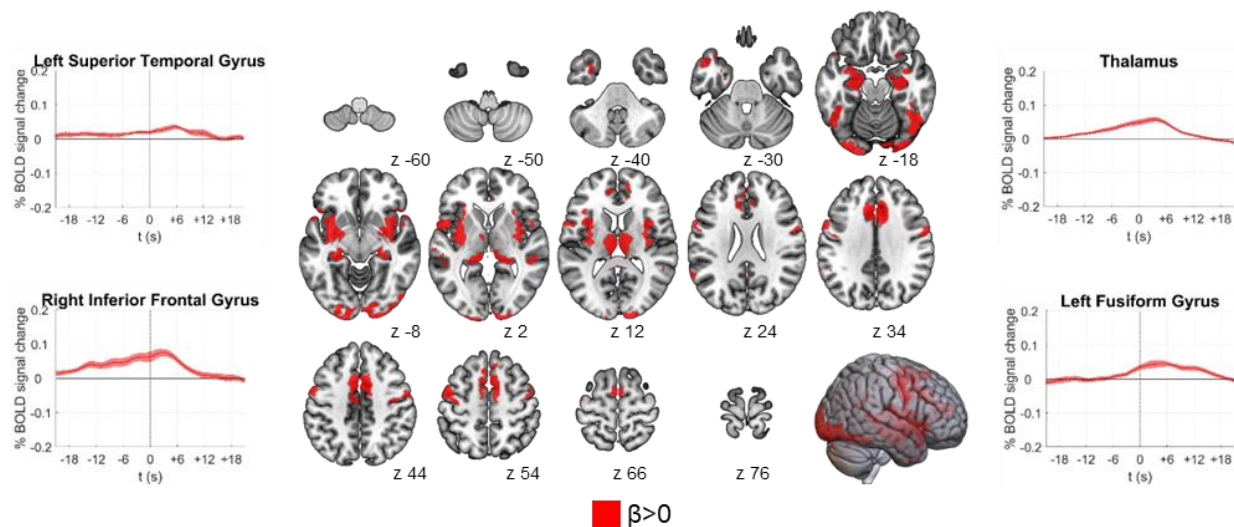 Left Superior Temporal Gyrus
% BOLD signal change
0.2
0.1
0
-0.1
-0.2
-18 -12 -6 0 +6 +12 +18
t (s)
Right Inferior Frontal Gyrus
% BOLD signal change
0.2
0.1
0
-0.1
-0.2
-18 -12 -6 0 +6 +12 +18
t (s)
z -60
z -50
z -40
z -30
z -18
z -8
z 2
z 12
z 24
z 34
z 44
z 54
z 66
z 76
β>0
Thalamus
% BOLD signal change
0.2
0.1
0
-0.1
-0.2
-18 -12 -6 0 +6 +12 +18
t (s)
Left Fusiform Gyrus
% BOLD signal change
0.2
0.1
0
-0.1
-0.2
-18 -12 -6 0 +6 +12 +18
t (s)